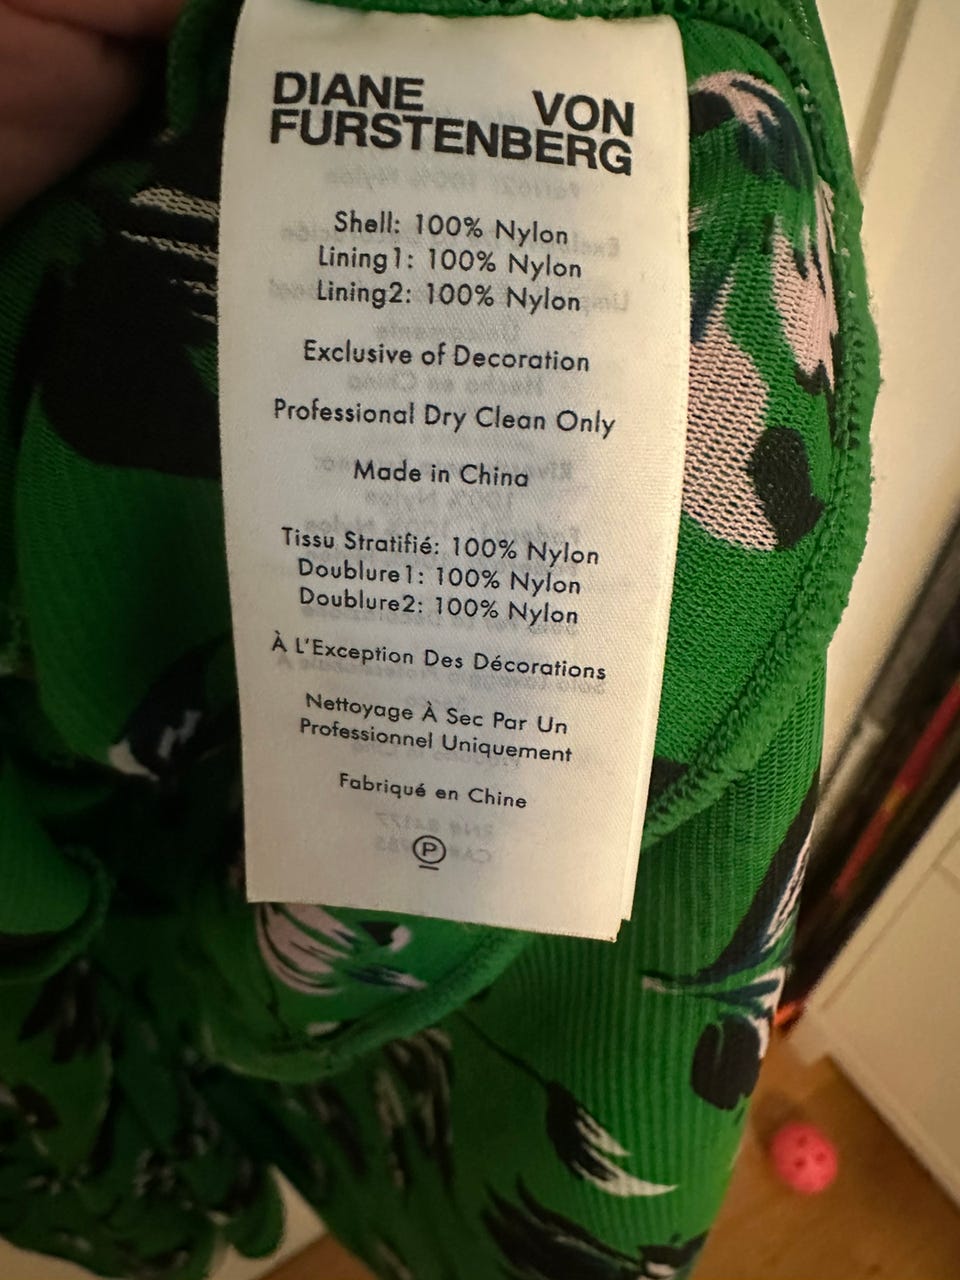 DIANE VON
FURSTENBERG
Shell: 100% Nylon
Lining1: 100% Nylon
Lining2: 100% Nylon
Exclusive of Decoration
Professional Dry Clean Only
Made in China
Tissu Stratifié: 100% Nylon
Doublure1: 100% Nylon
Doublure2: 100% Nylon
À L'Exception Des Décorations
Nettoyage À Sec Par Un
Professionnel Uniquement
Fabriqué en Chine
P